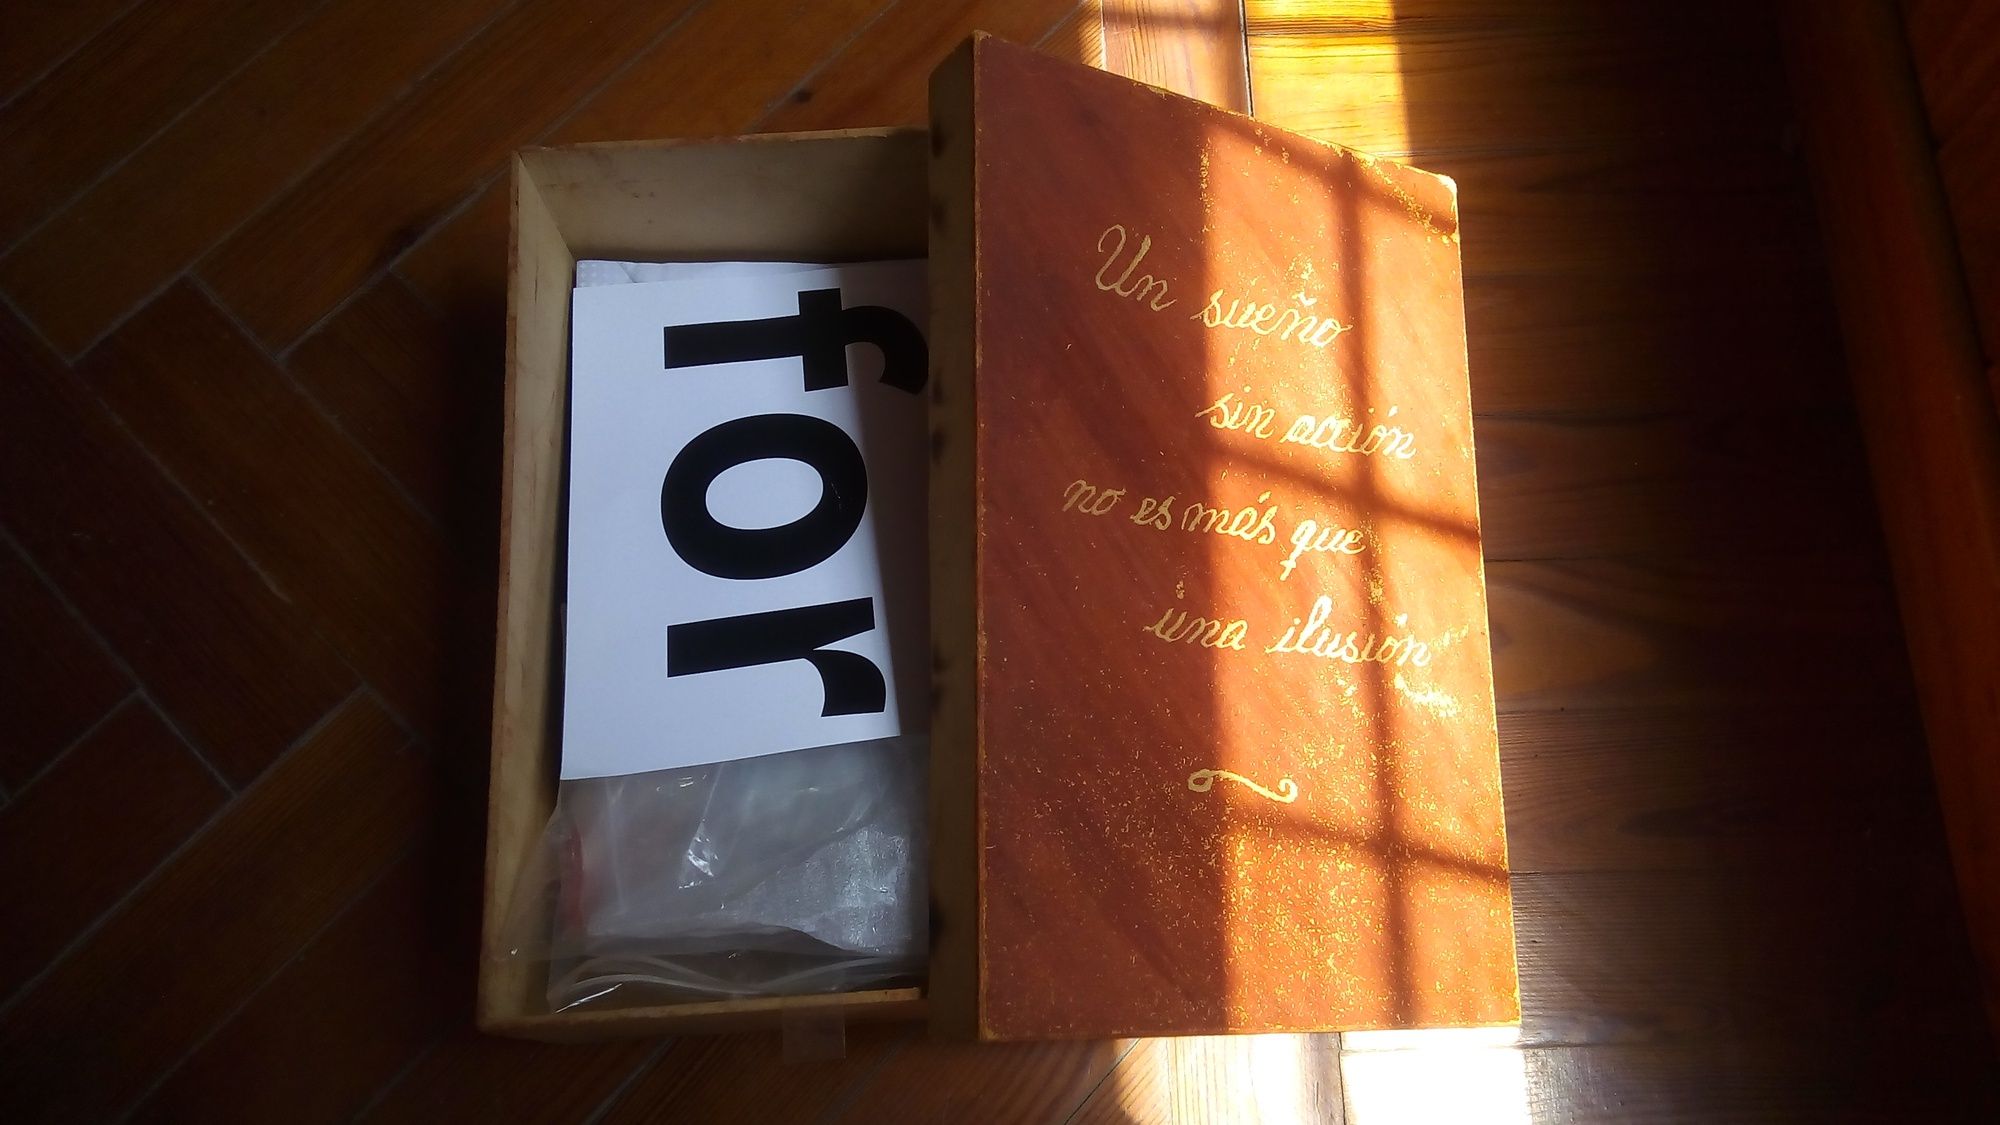 for
Un sueño
sin acción
no es más que
una ilusión